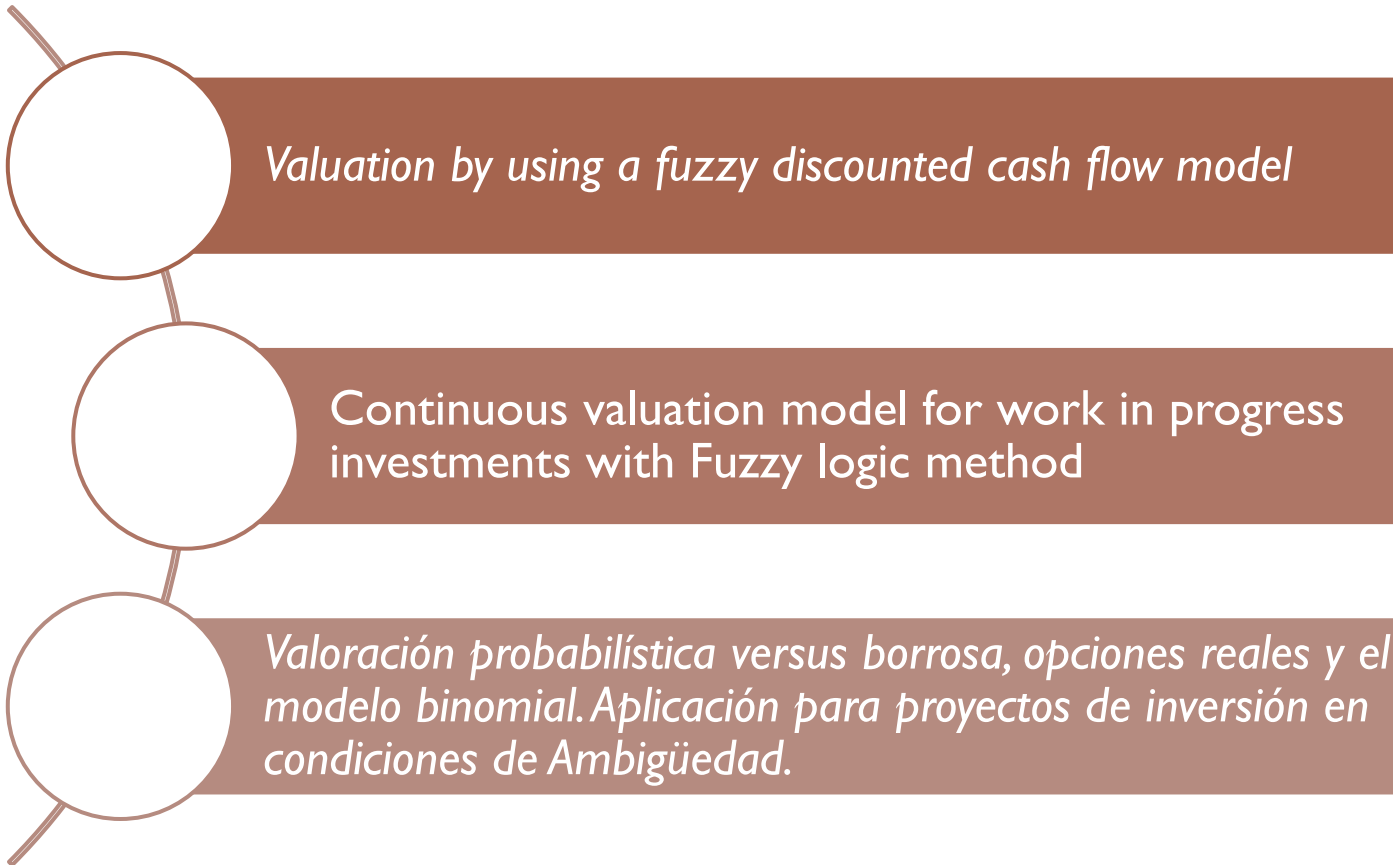 Valuation by using a fuzzy discounted cash flow model
Continuous valuation model for work in progress
investments with Fuzzy logic method
Valoración probabilística versus borrosa, opciones reales y el
modelo binomial. Aplicación para proyectos de inversión en
condiciones de Ambigüedad.